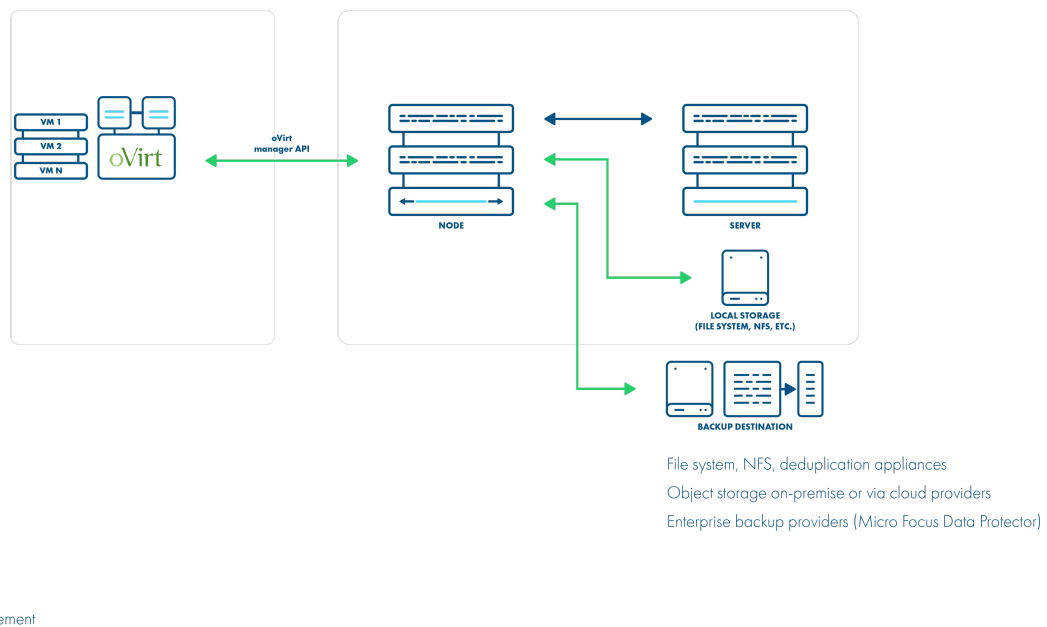 VM 1
VM 2
VM N
oVirt
oVirt
manager API
NODE
SERVER
LOCAL STORAGE
(FILE SYSTEM, NFS, ETC.)
BACKUP DESTINATION
File system, NFS, deduplication appliances
Object storage on-premise or via cloud providers
Enterprise backup providers (Micro Focus Data Protector)
ement